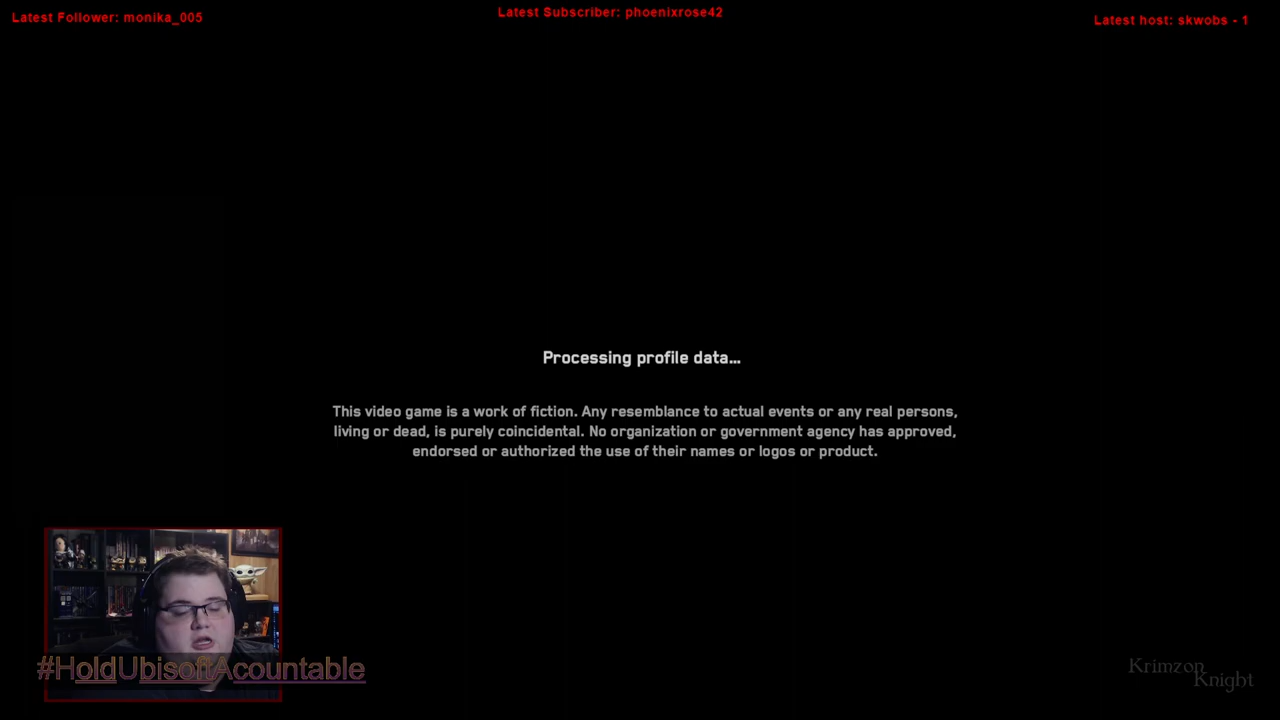 Latest Follower: monika_005
Latest Subscriber: phoenixrose42
Latest host: skwobs - 1
Processing profile data...
This video game is a work of fiction. Any resemblance to actual events or any real persons,
living or dead, is purely coincidental. No organization or government agency has approved,
endorsed or authorized the use of their names or logos or product.
#HoldUbisoftAcountable
Krimzon
Knight